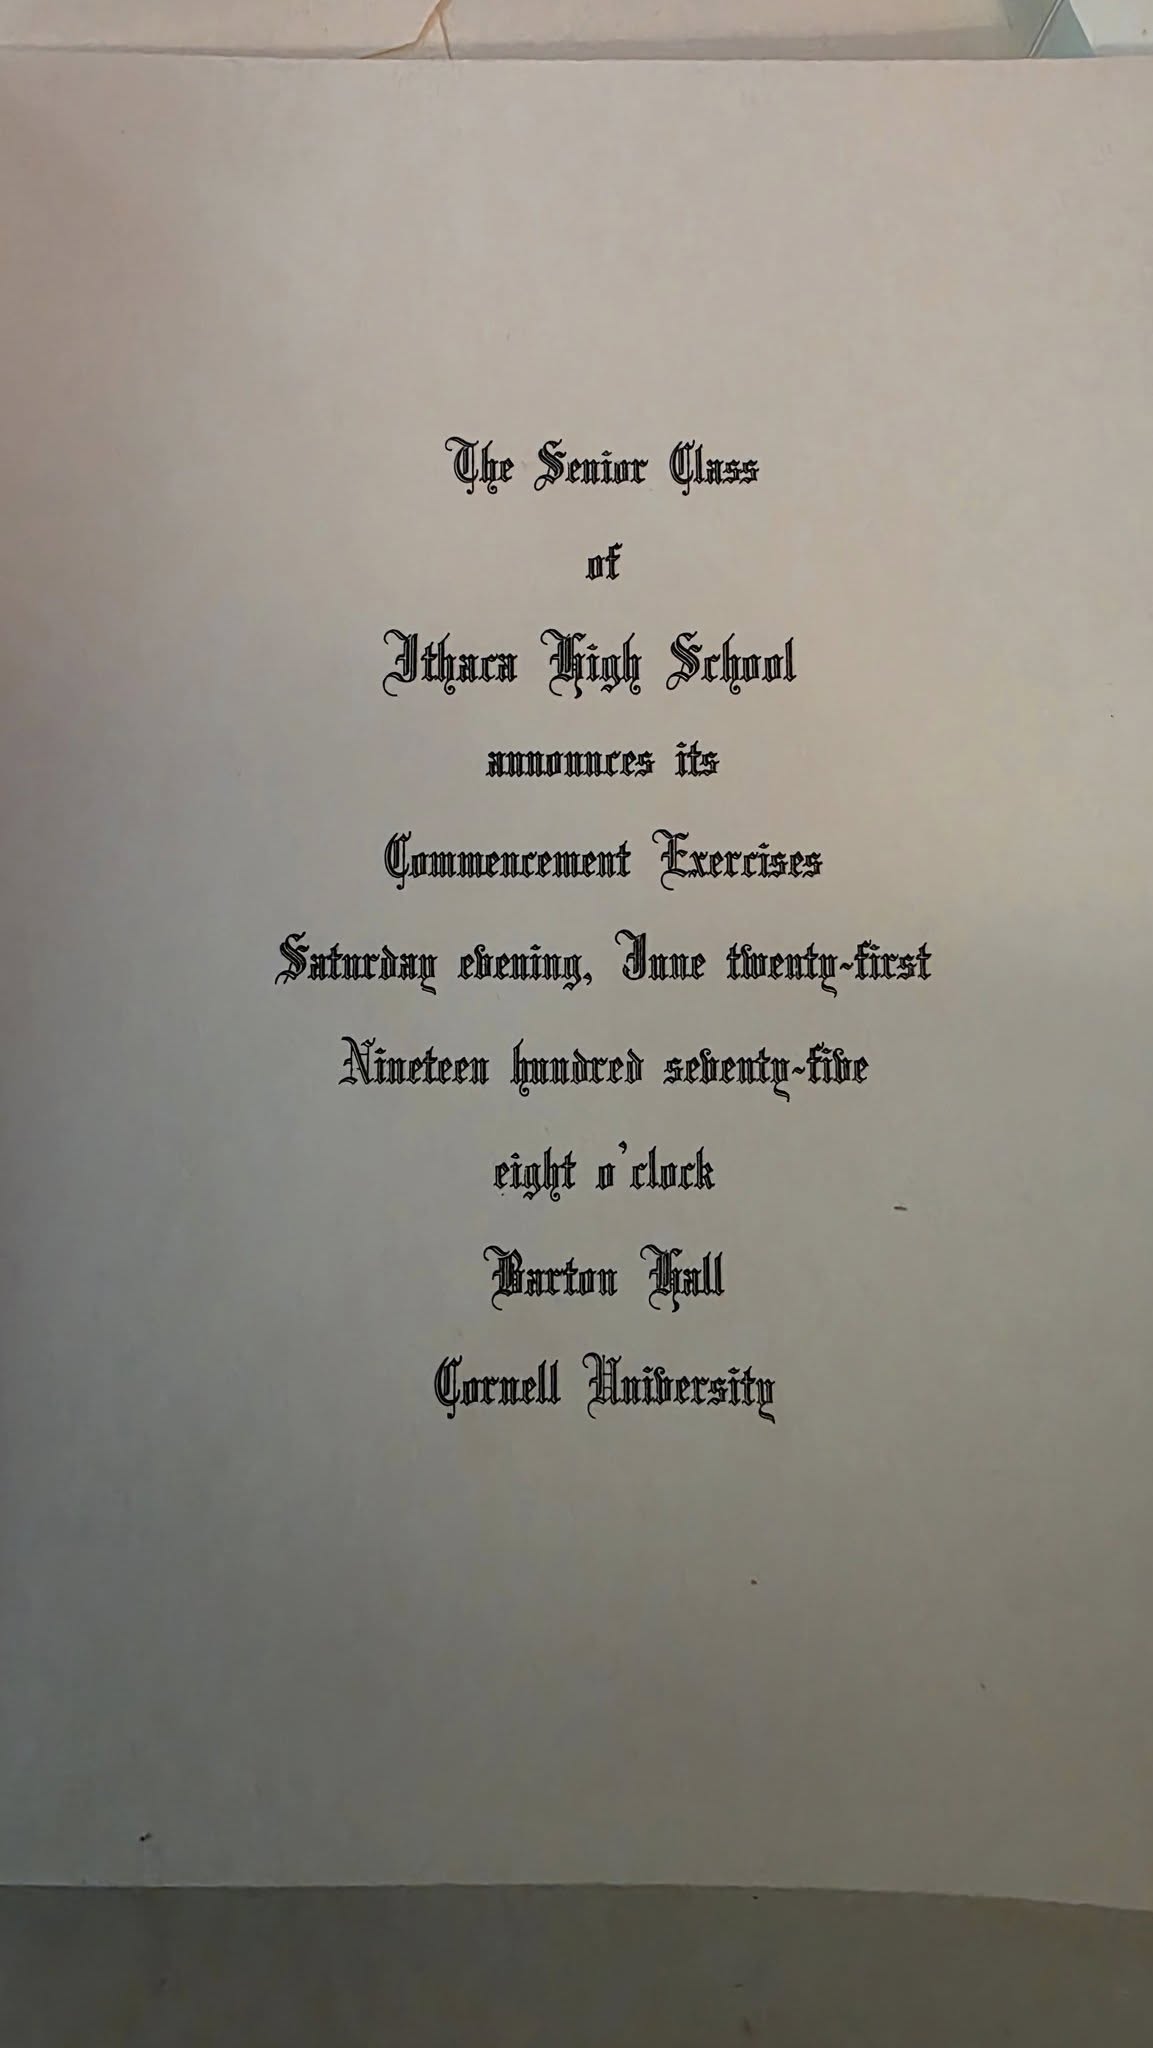 The Senior Class
of
Ithaca High School
announces its
Commencement Exercises
Saturday evening, June twenty-first
Nineteen hundred seventy-five
eight o'clock
Barton Hall
Cornell University